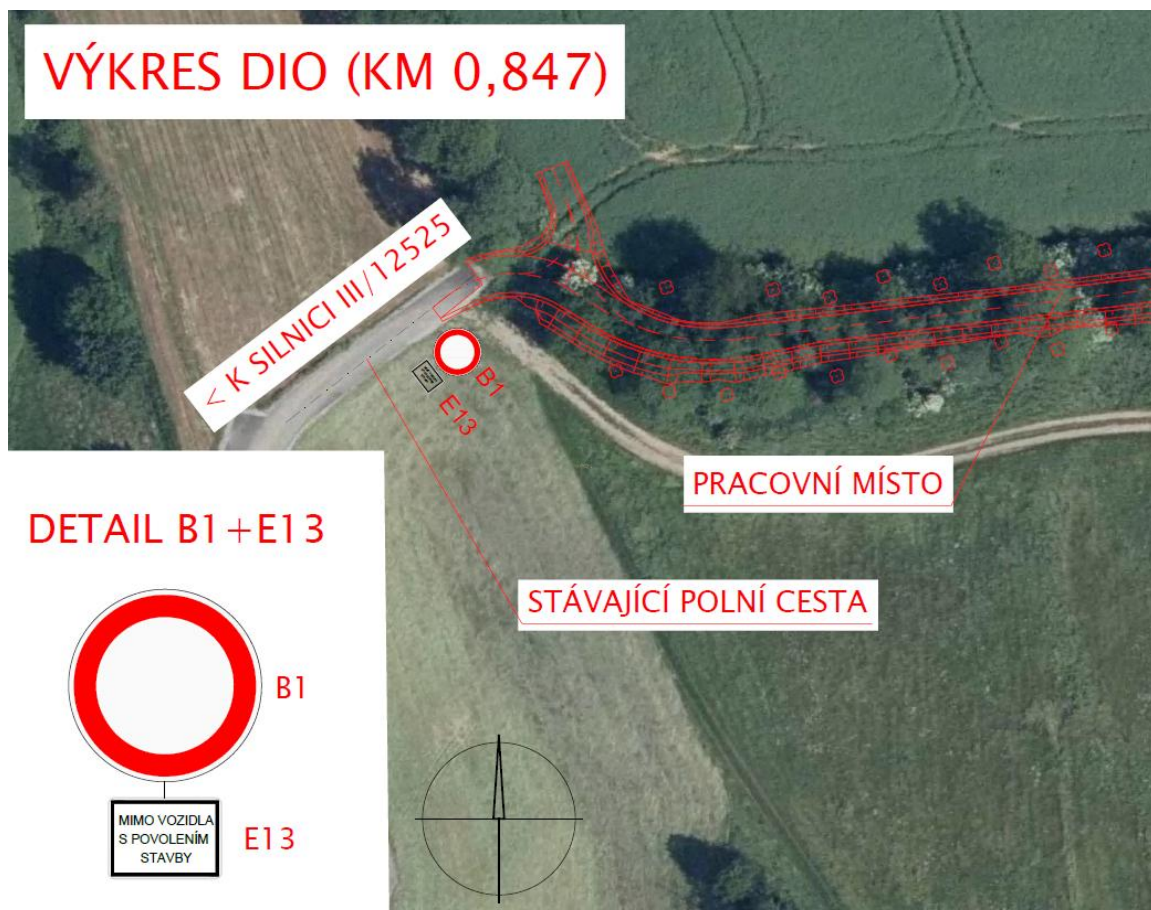 VÝKRES DIO (KM 0,847)
< K SILNICI III/12525
B1
E13
PRACOVNÍ MÍSTO
STÁVAJÍCÍ POLNÍ CESTA
DETAIL B1+E13
B1
MIMO VOZIDLA
S POVOLENÍM
STAVBY
E13